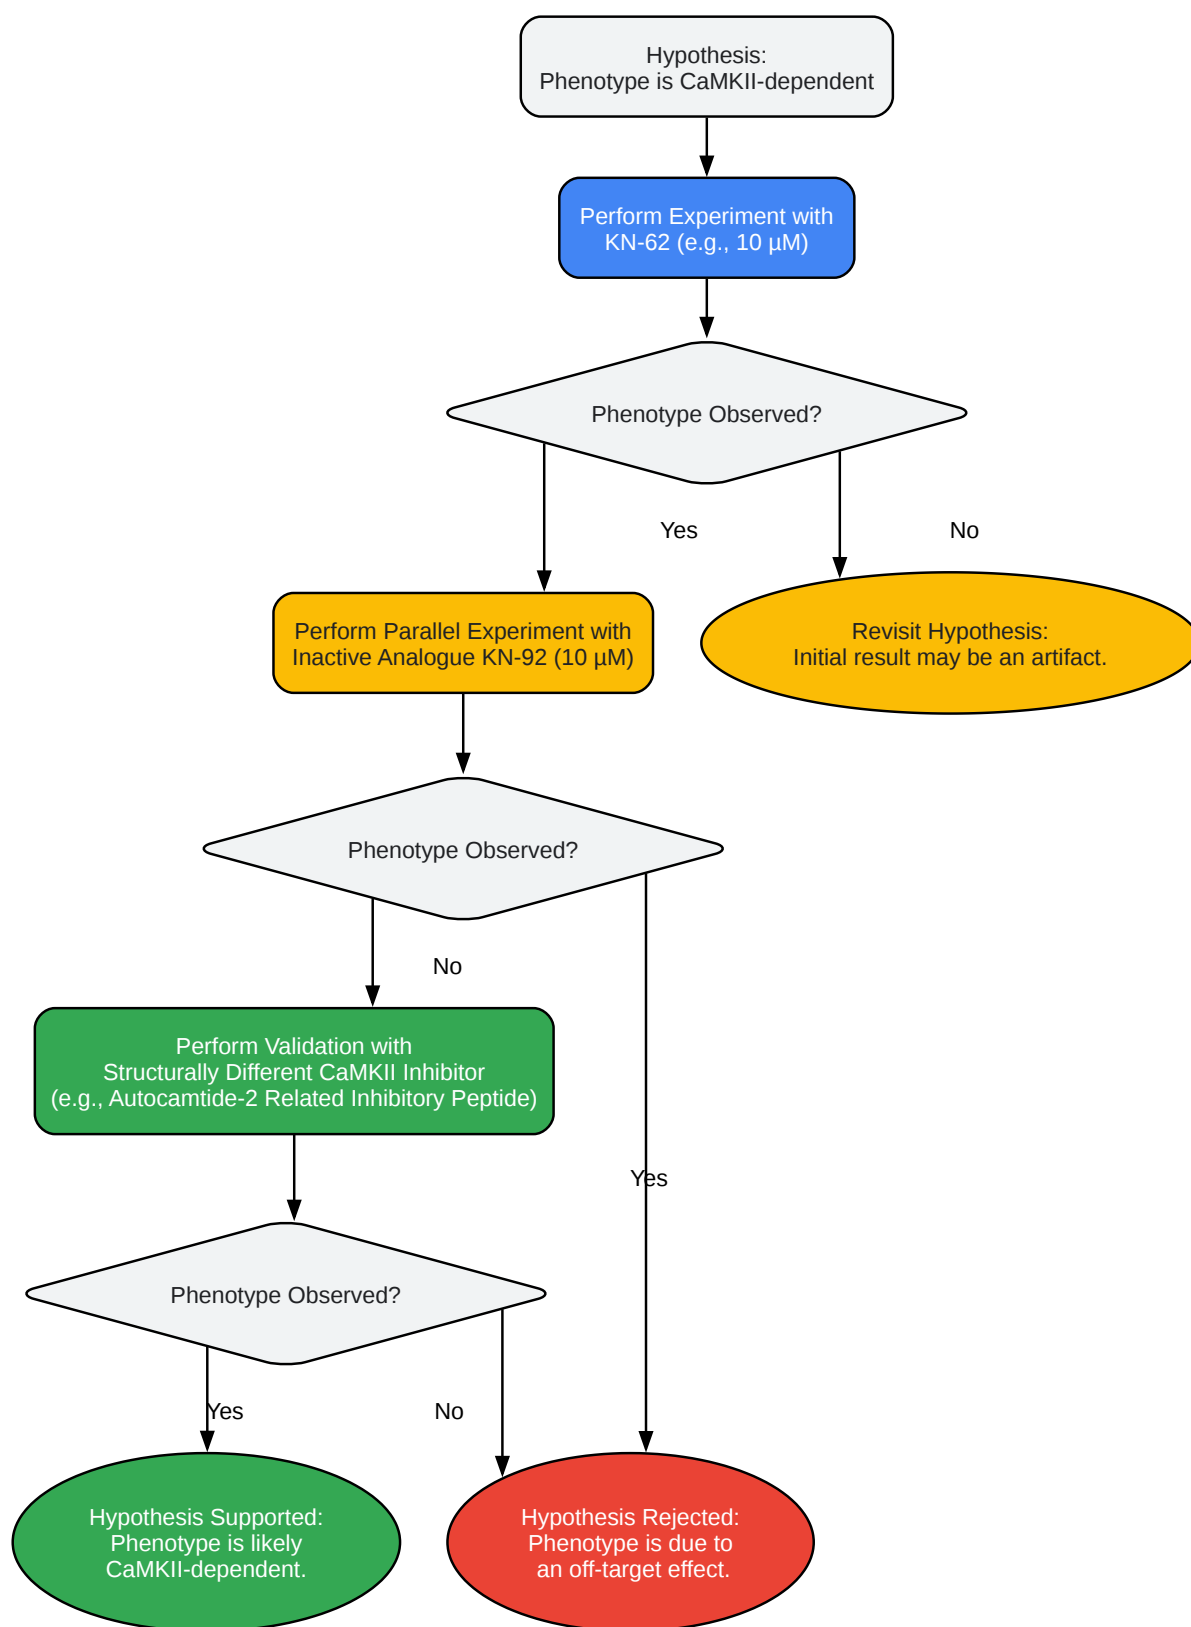 Hypothesis:
Phenotype is CaMKII-dependent
Perform Experiment with
KN-62 (e.g., 10 µM)
Phenotype Observed?
Yes
No
Perform Parallel Experiment with
Inactive Analogue KN-92 (10 µM)
Revisit Hypothesis:
Initial result may be an artifact.
Phenotype Observed?
No
Perform Validation with
Structurally Different CaMKII Inhibitor
(e.g., Autocamtide-2 Related Inhibitory Peptide)
Yes
Phenotype Observed?
Yes
No
Hypothesis Supported:
Phenotype is likely
CaMKII-dependent.
Hypothesis Rejected:
Phenotype is due to
an off-target effect.